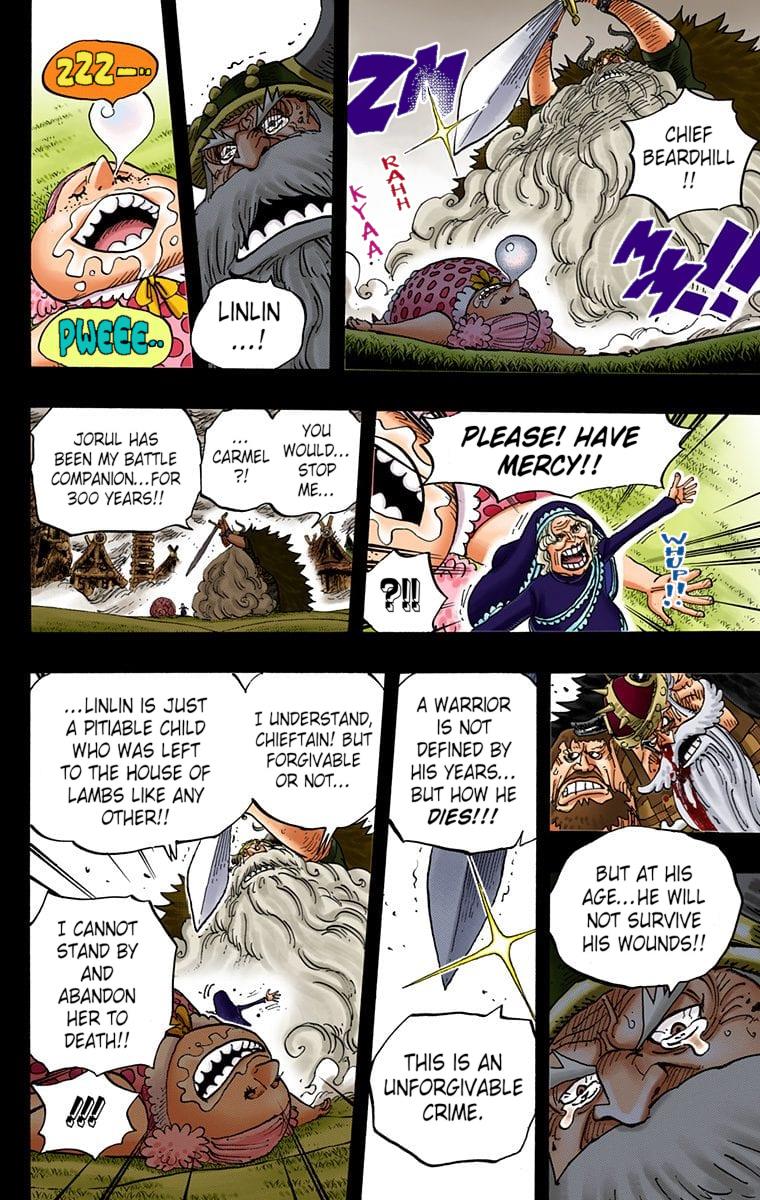 CHIEF
BEARDHILL
!!
ZM
MM!!
RAHH
KYAA.
LINLIN
...!
ZZZ—..
PWEEE..
PLEASE! HAVE
MERCY!!
WHUP!!
?!!
YOU
WOULD...
STOP
ME...
...
CARMEL
?!
JORUL HAS
BEEN MY BATTLE
COMPANION...FOR
300 YEARS!!
BUT AT HIS
AGE...HE WILL
NOT SURVIVE
HIS WOUNDS!!
A WARRIOR
IS NOT
DEFINED BY
HIS YEARS...
BUT HOW HE
DIES!!!
THIS IS AN
UNFORGIVABLE
CRIME.
I UNDERSTAND,
CHIEFTAIN! BUT
FORGIVABLE
OR NOT...
...LINLIN IS JUST
A PITIABLE CHILD
WHO WAS LEFT
TO THE HOUSE OF
LAMBS LIKE ANY
OTHER!!
I CANNOT
STAND BY
AND
ABANDON
HER TO
DEATH!!
!!!